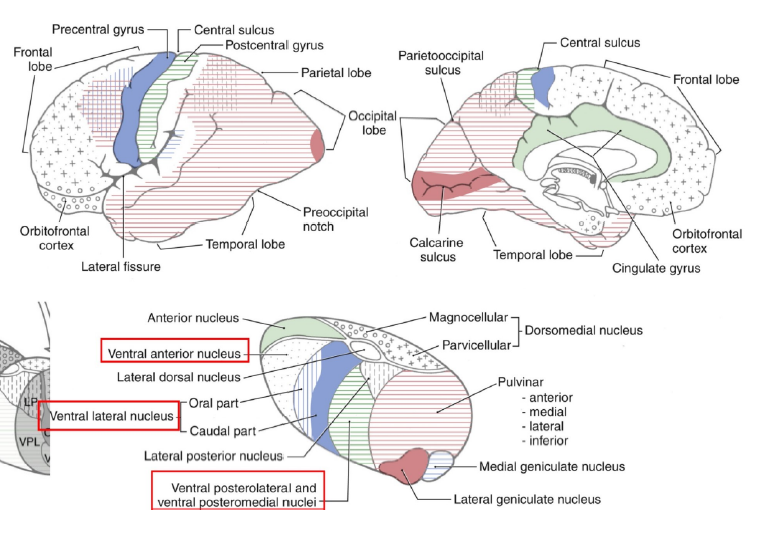 Precentral gyrus
Central sulcus
Postcentral gyrus
Frontal
lobe
Parietal lobe
Occipital
lobe
Orbitofrontal
cortex
Lateral fissure
Temporal lobe
Preoccipital
notch
Parietooccipital
sulcus
Central sulcus
Frontal lobe
Calcarine
sulcus
Temporal lobe
Cingulate gyrus
Orbitofrontal
cortex
Anterior nucleus
Ventral anterior nucleus
Lateral dorsal nucleus
Ventral lateral nucleus
Oral part
Caudal part
Lateral posterior nucleus
Ventral posterolateral and
ventral posteromedial nuclei
Magnocellular
Parvicellular
Dorsomedial nucleus
Pulvinar
- anterior
- medial
- lateral
- inferior
Medial geniculate nucleus
Lateral geniculate nucleus
LP
VPL